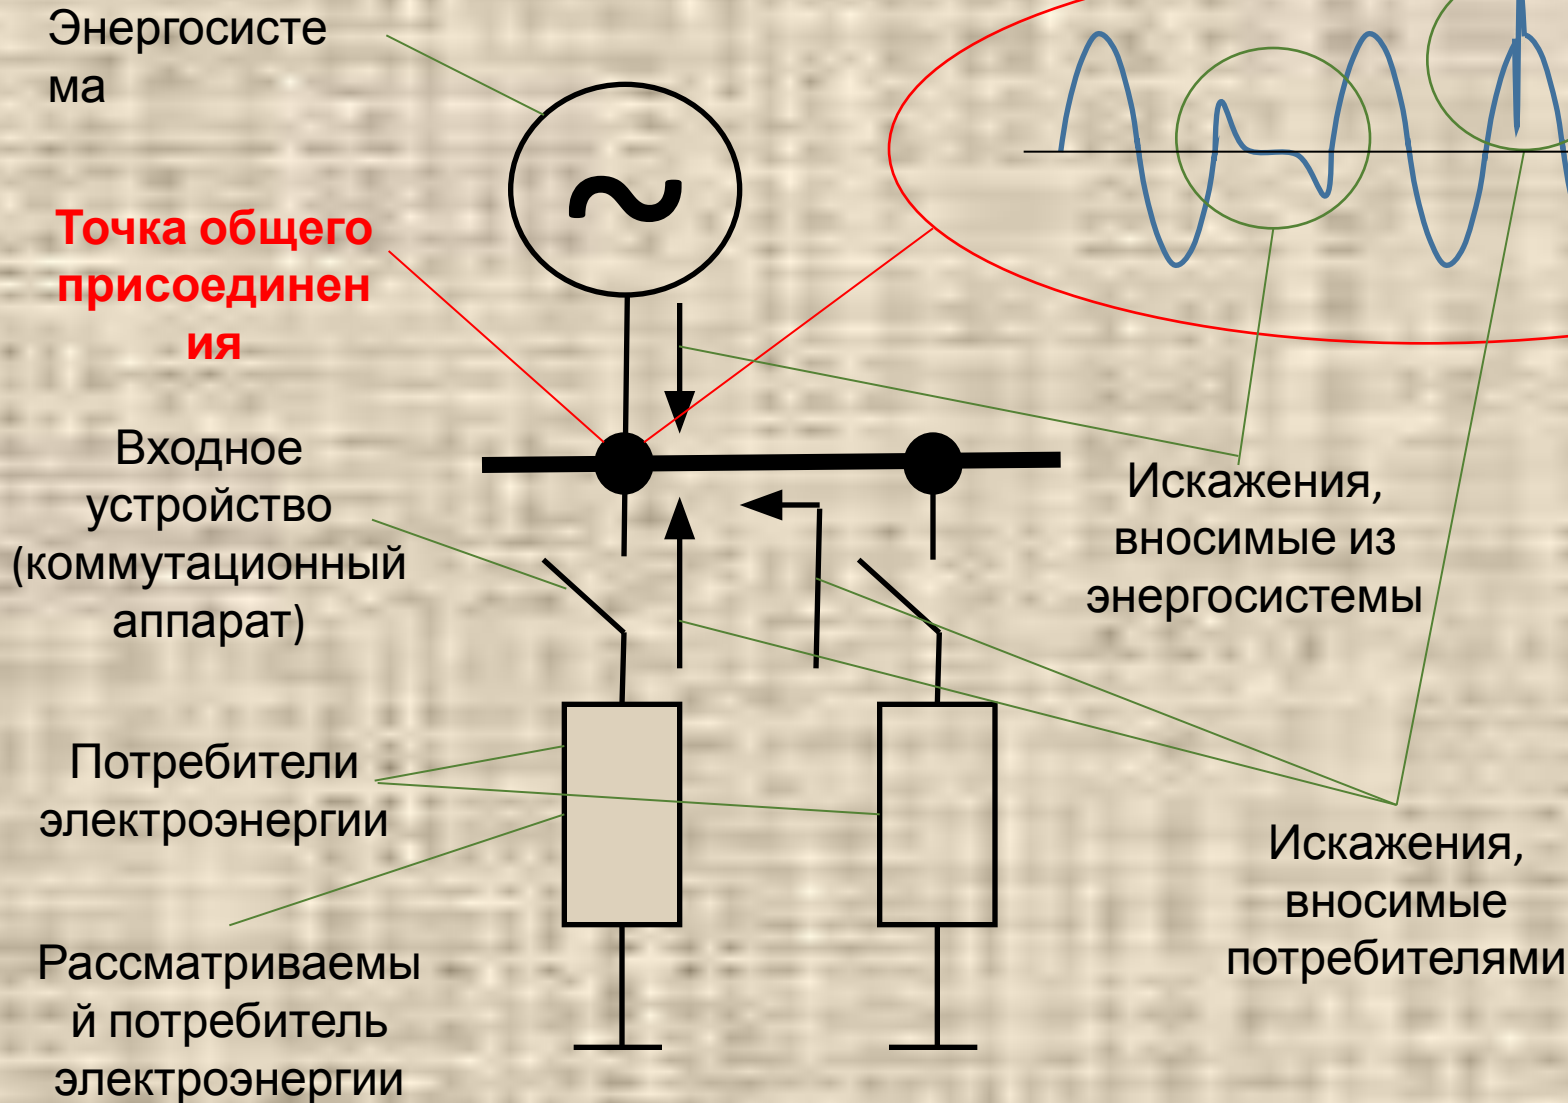 Энергосисте
ма
Точка общего
присоединен
ия
Входное
устройство
(коммутационный
аппарат)
Искажения,
вносимые из
энергосистемы
Потребители
электроэнергии
Искажения,
вносимые
потребителями
Рассматриваемы
й потребитель
электроэнергии